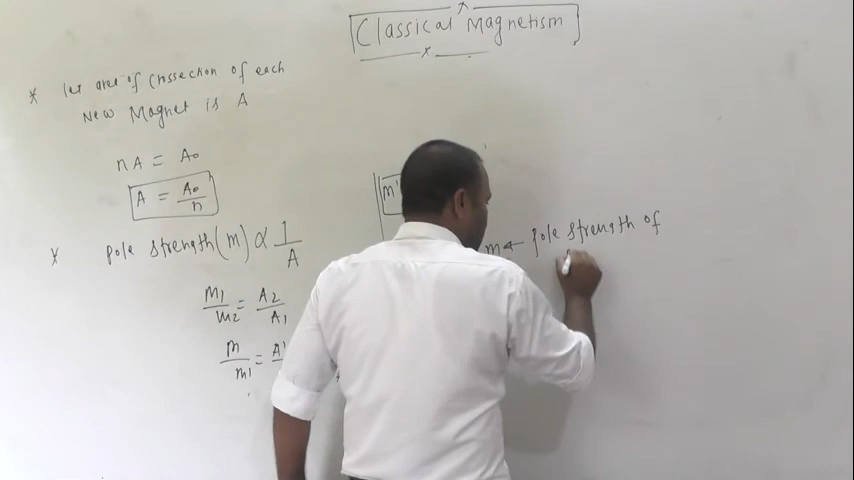 Classical Magnetism
* let area of Crossection of each
New Magnet is A
nA = A₀
A = A₀/n
* pole strength(m) ∝ 1/A
m₁/m₂ = A₂/A₁
m/m' = A'
m'
m ← pole strength of